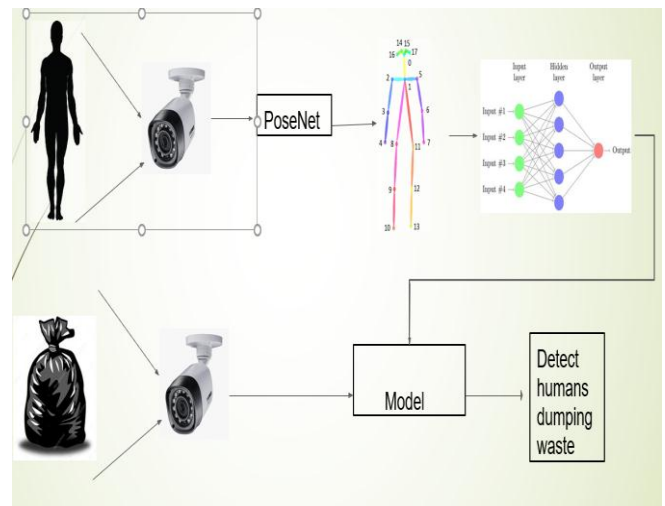 PoseNet
14 15
16 17
0
2 5
1
3 6
4 8 11 7
9 12
10 13
Input layer
Hidden layer
Output layer
Input #1
Input #2
Input #3
Input #4
Output
Model
Detect
humans
dumping
waste